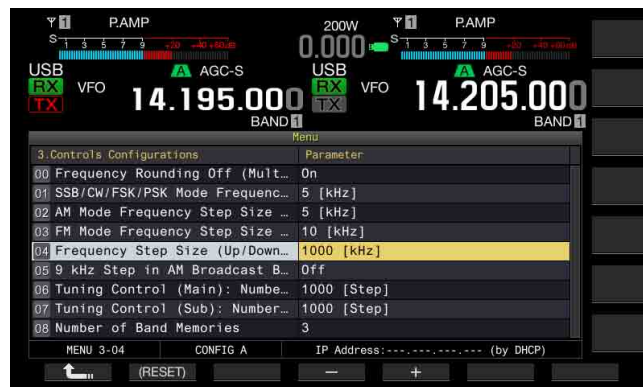 1 P.AMP 200W 1 P.AMP
S 1 3 5 7 9 +20 +40 +60dB 0.000 S 1 3 5 7 9 +20 +40 +60dB
USB A AGC-S USB A AGC-S
RX VFO 14.195.000 RX VFO 14.205.000
TX TX
BAND 1 BAND 1
Menu
3.Controls Configurations Parameter
00 Frequency Rounding Off (Mult… On
01 SSB/CW/FSK/PSK Mode Frequenc… 5 [kHz]
02 AM Mode Frequency Step Size … 5 [kHz]
03 FM Mode Frequency Step Size … 10 [kHz]
04 Frequency Step Size (Up/Down… 1000 [kHz]
05 9 kHz Step in AM Broadcast B… Off
06 Tuning Control (Main): Numbe… 1000 [Step]
07 Tuning Control (Sub): Number… 1000 [Step]
08 Number of Band Memories 3
MENU 3-04 CONFIG A IP Address:---.---.---.--- (by DHCP)
(RESET) − +